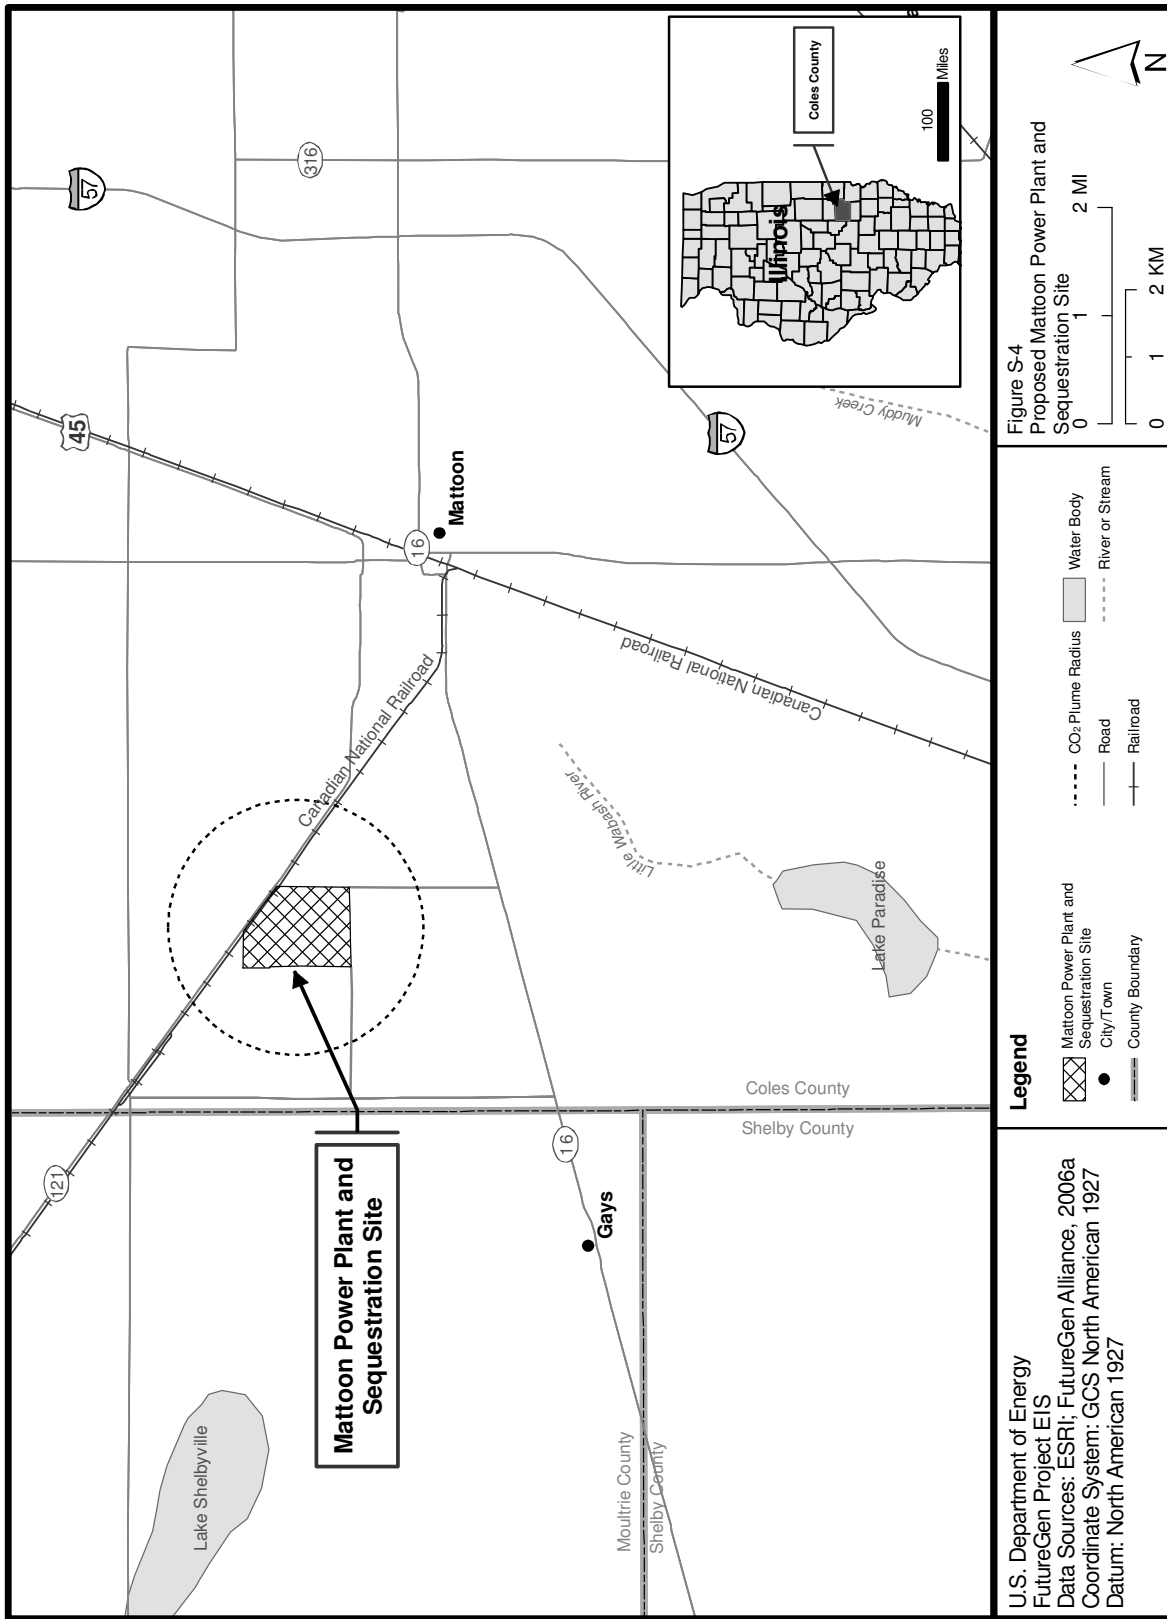 121
45
57
316
Lake Shelbyville
Mattoon Power Plant and
Sequestration Site
Canadian National Railroad
16
Mattoon
16
Gays
Moultrie County
Shelby County
Coles County
Shelby County
Little Wabash River
Lake Paradise
Canadian National Railroad
57
Muddy Creek
Illinois
Coles County
100
Miles
U.S. Department of Energy
FutureGen Project EIS
Data Sources: ESRI; FutureGen Alliance, 2006a
Coordinate System: GCS North American 1927
Datum: North American 1927
Legend
Mattoon Power Plant and
Sequestration Site
City/Town
County Boundary
CO₂ Plume Radius
Road
Railroad
Water Body
River or Stream
Figure S-4
Proposed Mattoon Power Plant and
Sequestration Site
0 1 2 MI
0 1 2 KM
N